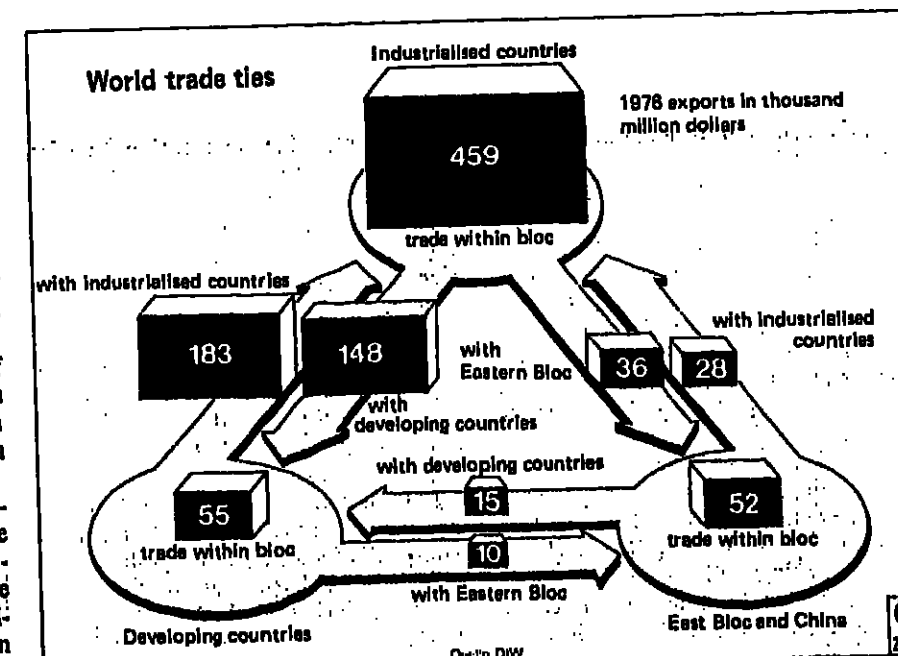 World trade ties
Industrialised countries
1976 exports in thousand
million dollars
459
trade within bloc
with industrialised countries
183
148
with
Eastern Bloc
36
28
with industrialised
countries
with
developing countries
with developing countries
55
trade within bloc
15
10
52
trade within bloc
with Eastern Bloc
Developing countries
East Bloc and China
DIW